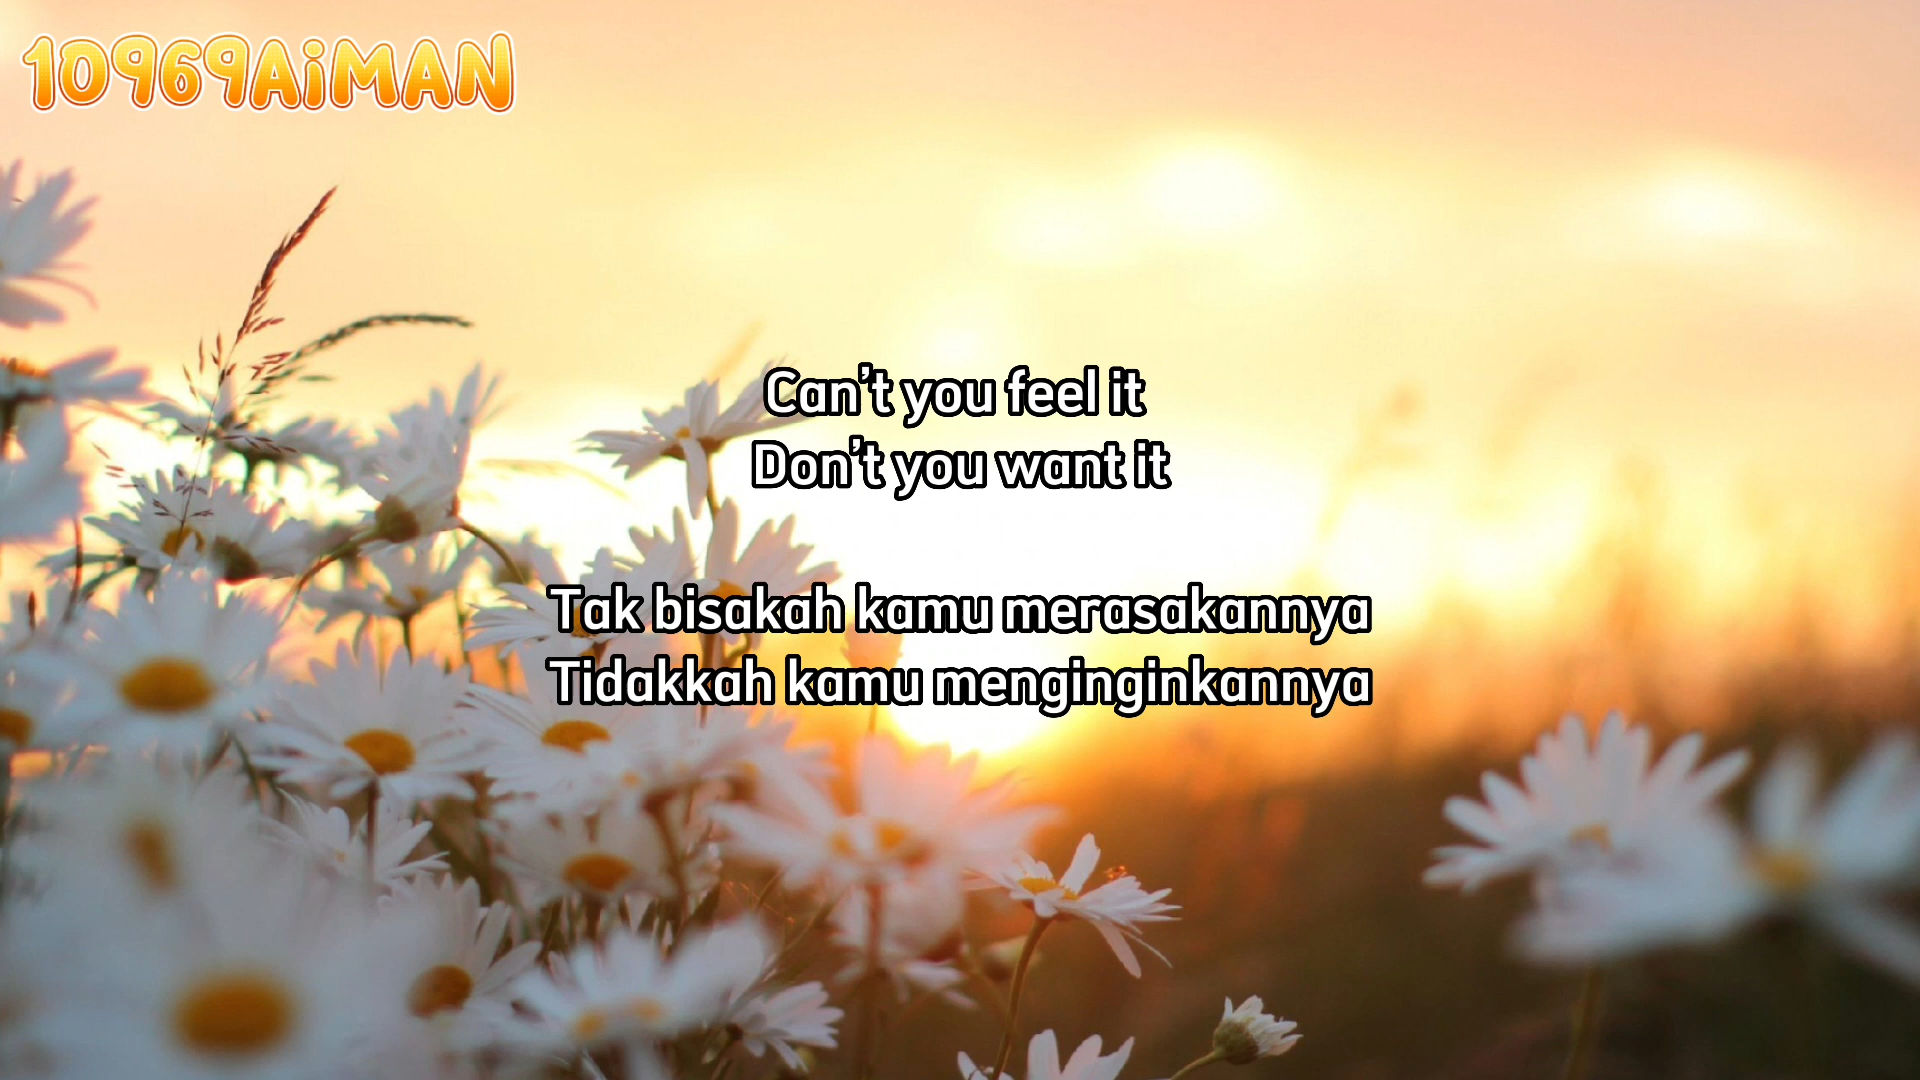 10969AiMAN
Can't you feel it
Don't you want it
Tak bisakah kamu merasakannya
Tidakkah kamu menginginkannya